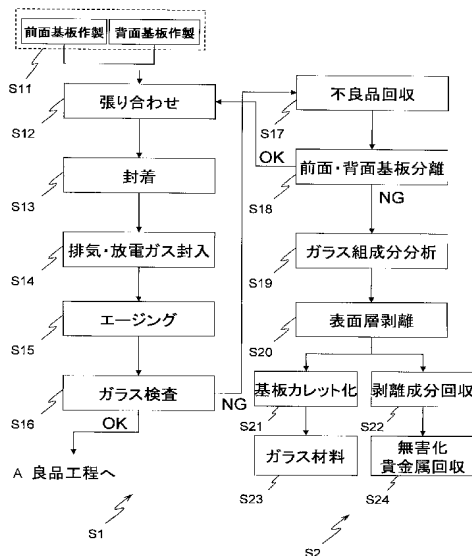 前面基板作製
背面基板作製
S11
張り合わせ
S12
封着
S13
排気・放電ガス封入
S14
エージング
S15
ガラス検査
S16
OK
NG
A 良品工程へ
S1
不良品回収
S17
OK
前面・背面基板分離
S18
NG
ガラス組成分分析
S19
表面層剥離
S20
基板カレット化
剥離成分回収
S21
S22
ガラス材料
無害化
貴金属回収
S23
S24
S2